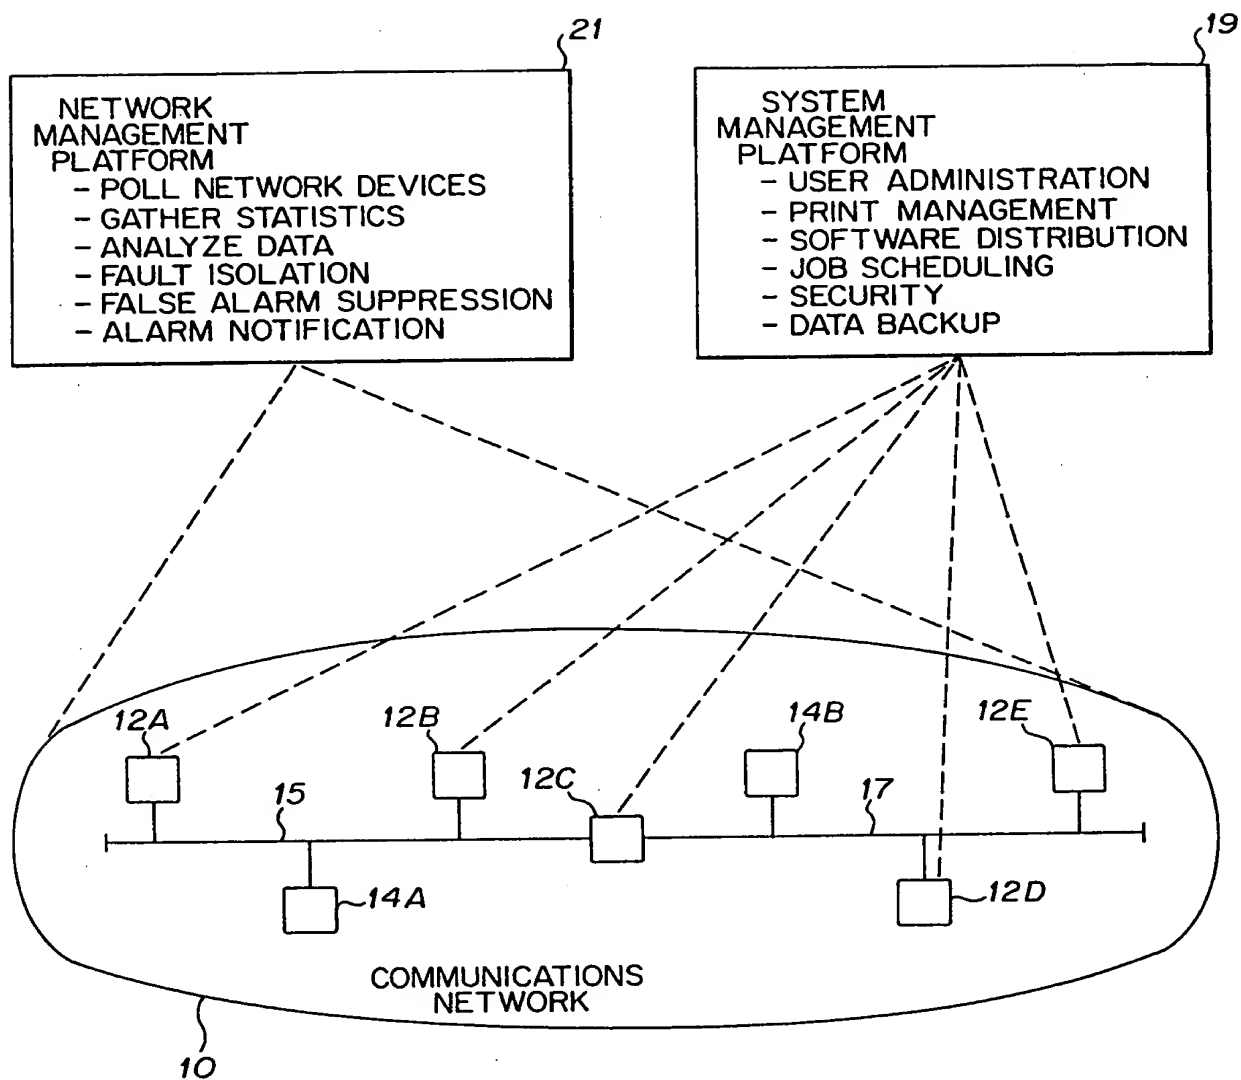 21
NETWORK
MANAGEMENT
PLATFORM
- POLL NETWORK DEVICES
- GATHER STATISTICS
- ANALYZE DATA
- FAULT ISOLATION
- FALSE ALARM SUPPRESSION
- ALARM NOTIFICATION
19
SYSTEM
MANAGEMENT
PLATFORM
- USER ADMINISTRATION
- PRINT MANAGEMENT
- SOFTWARE DISTRIBUTION
- JOB SCHEDULING
- SECURITY
- DATA BACKUP
12A
12B
14B
12E
12C
15
17
14A
12D
COMMUNICATIONS
NETWORK
10